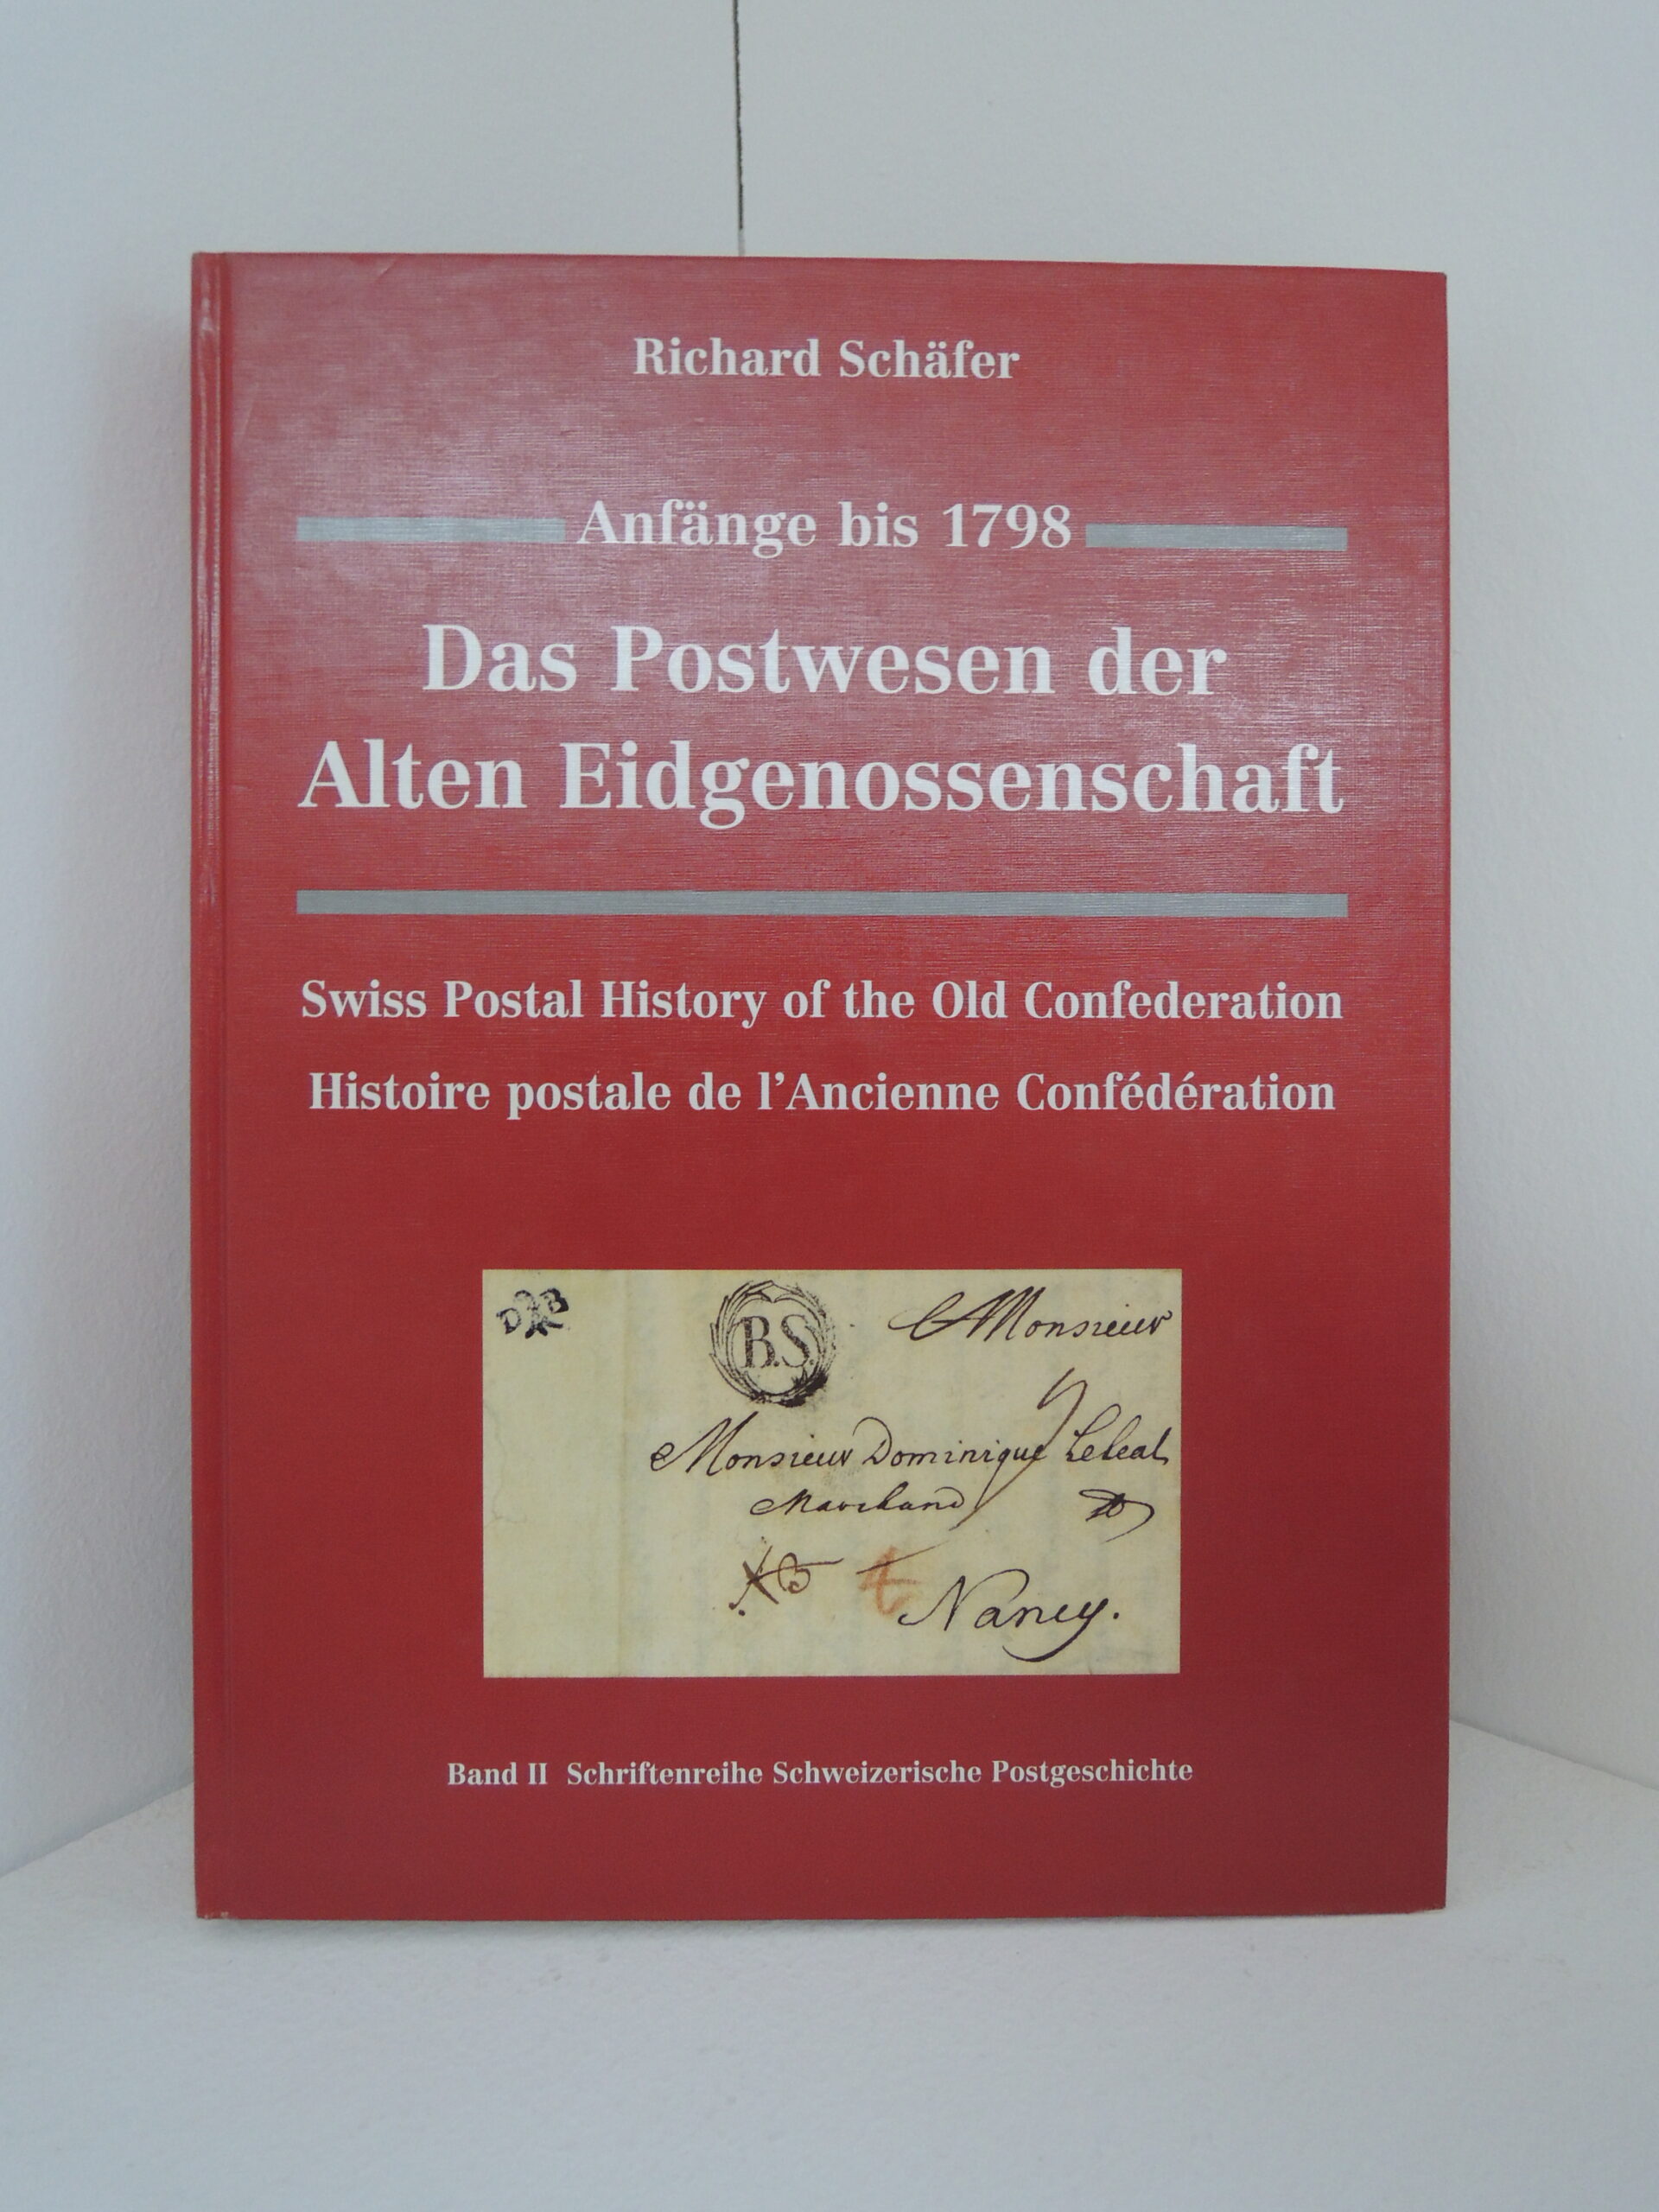 Richard Schäfer
Anfänge bis 1798
Das Postwesen der
Alten Eidgenossenschaft
Swiss Postal History of the Old Confederation
Histoire postale de l'Ancienne Confédération
D B
B.S.
Monsieur
Monsieur Dominique
Marchand
Nancy.
Band II Schriftenreihe Schweizerische Postgeschichte